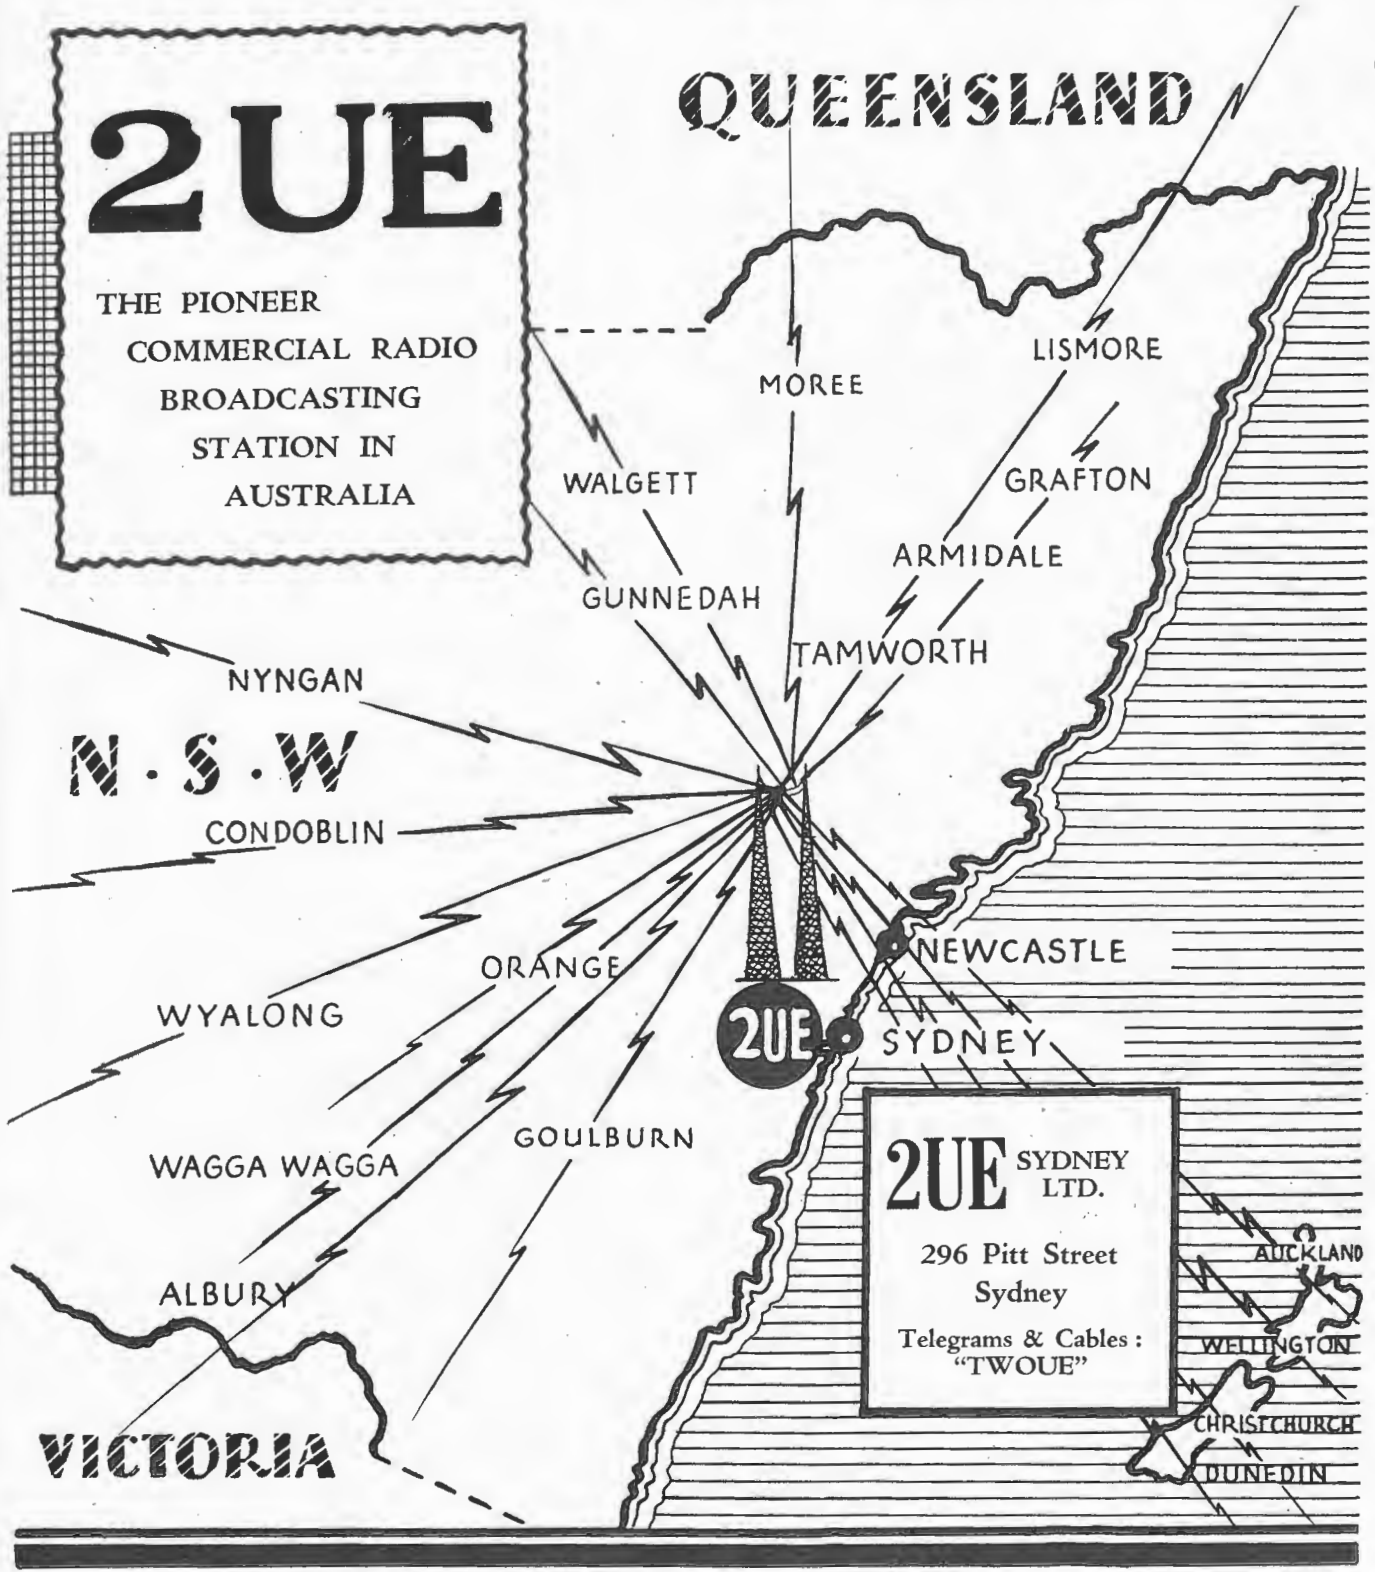 2UE
THE PIONEER
COMMERCIAL RADIO
BROADCASTING
STATION IN
AUSTRALIA
QUEENSLAND
LISMORE
MOREE
WALGETT
GRAFTON
ARMIDALE
GUNNEDAH
TAMWORTH
NYNGAN
N.S.W
CONDOBLIN
NEWCASTLE
ORANGE
WYALONG
2UE
SYDNEY
GOULBURN
WAGGA WAGGA
ALBURY
VICTORIA
2UE SYDNEY
LTD.
296 Pitt Street
Sydney
Telegrams & Cables :
"TWOUE"
AUCKLAND
WELLINGTON
CHRISTCHURCH
DUNEDIN